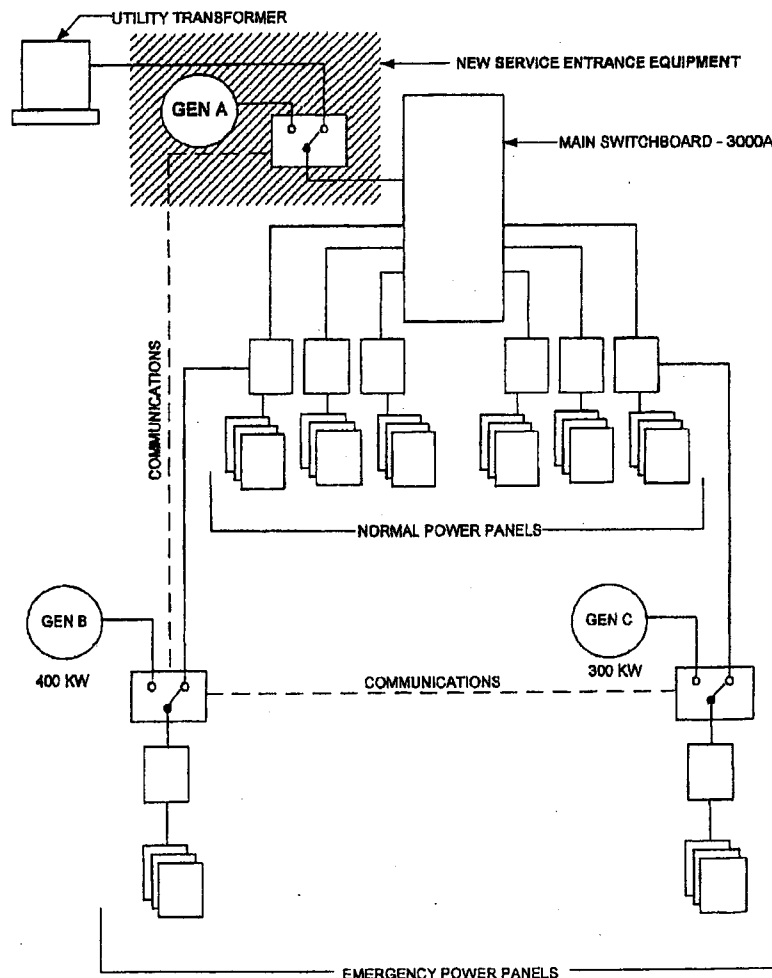 UTILITY TRANSFORMER
NEW SERVICE ENTRANCE EQUIPMENT
GEN A
MAIN SWITCHBOARD - 3000A
COMMUNICATIONS
NORMAL POWER PANELS
GEN B
GEN C
400 KW
300 KW
COMMUNICATIONS
EMERGENCY POWER PANELS